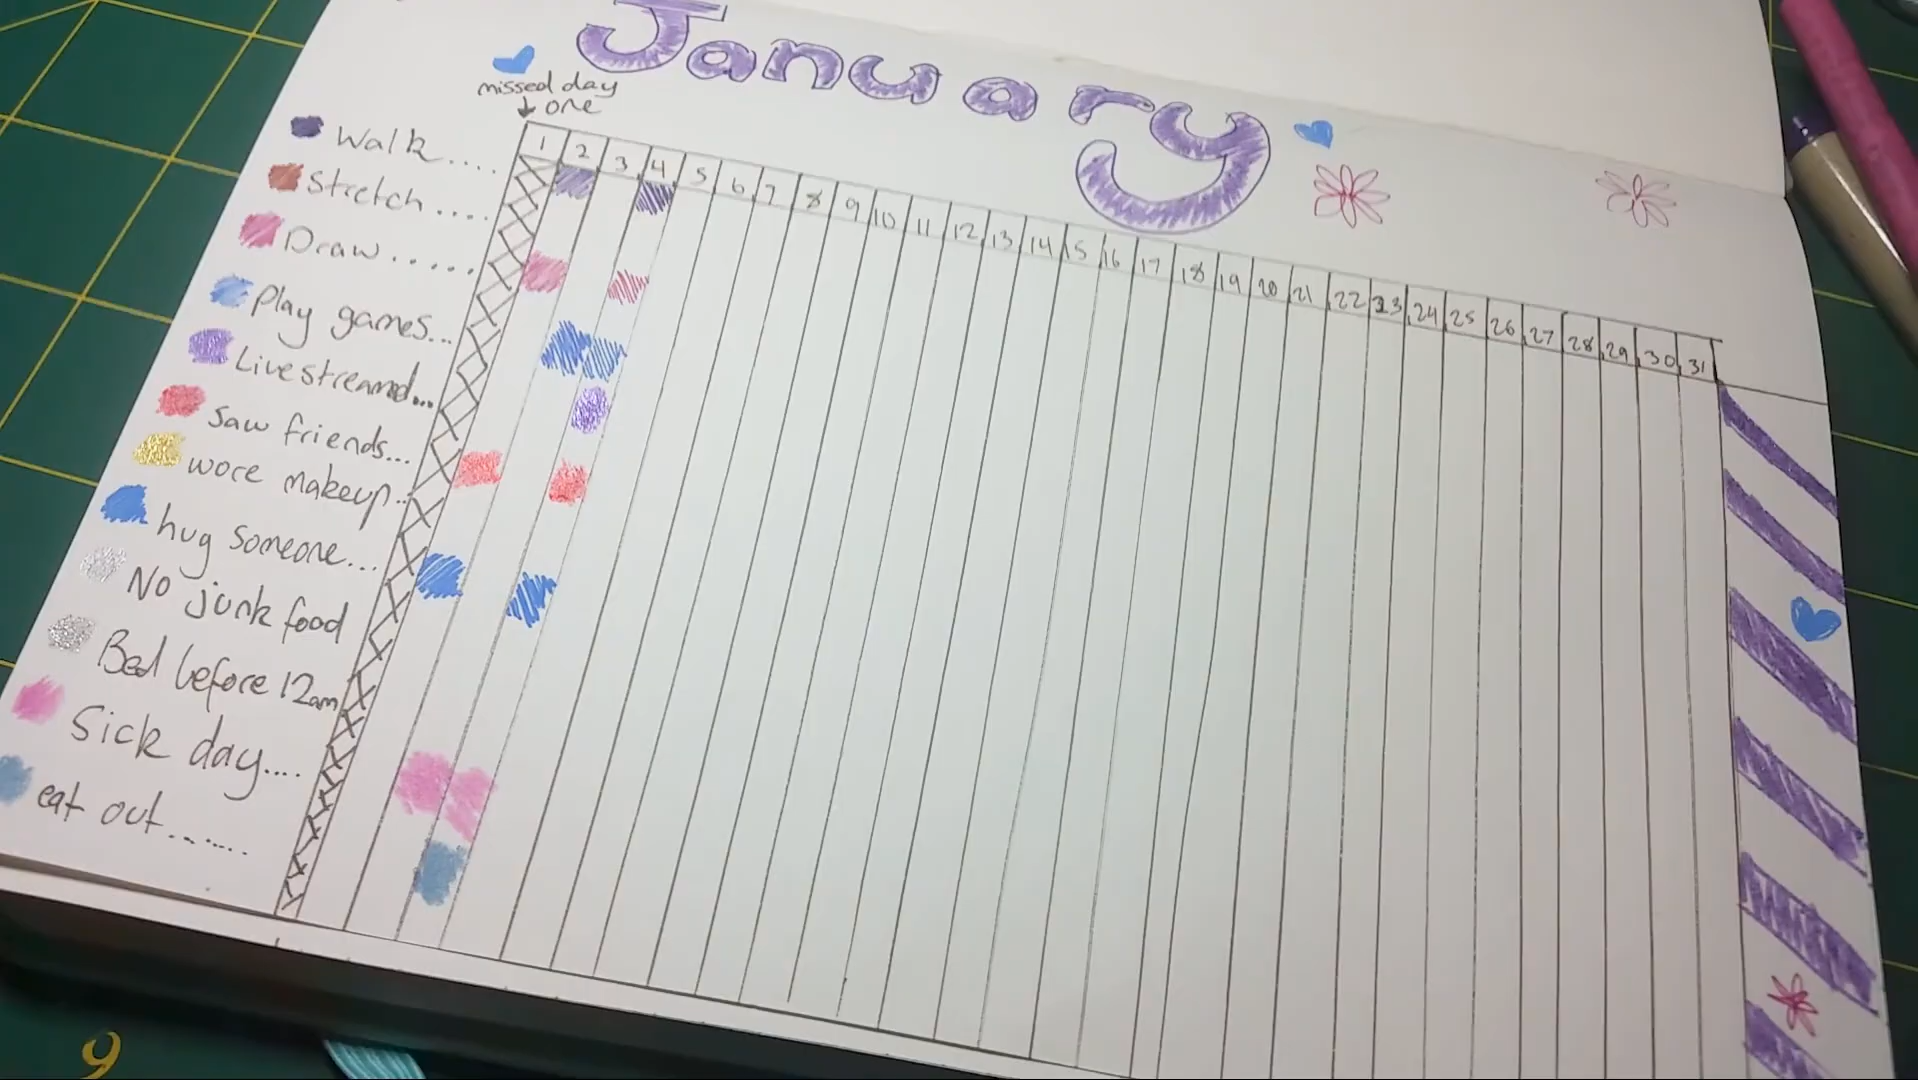 January
missed day
↓ one
1 2 3 4 5 6 7 8 9 10 11 12 13 14 15 16 17 18 19 20 21 22 23 24 25 26 27 28 29 30 31
Walk....
Stretch....
Draw.....
Play games...
Livestreamed...
Saw friends...
wore makeup..
hug someone...
No junk food
Bed before 12am
Sick day....
eat out.......
9